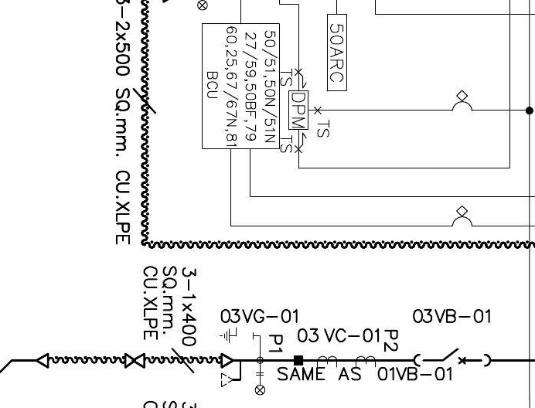 3-2x500 SQ.mm. CU.XLPE
50/51,50N/51N
27/59,50BF,79
60,25,67/67N,81
BCU
TS
DPM
TS
TS
50ARC
3-1x400
SQ.mm.
CU.XLPE
03VG-01
P1
03 VC-01
P2
03VB-01
SAME AS 01VB-01